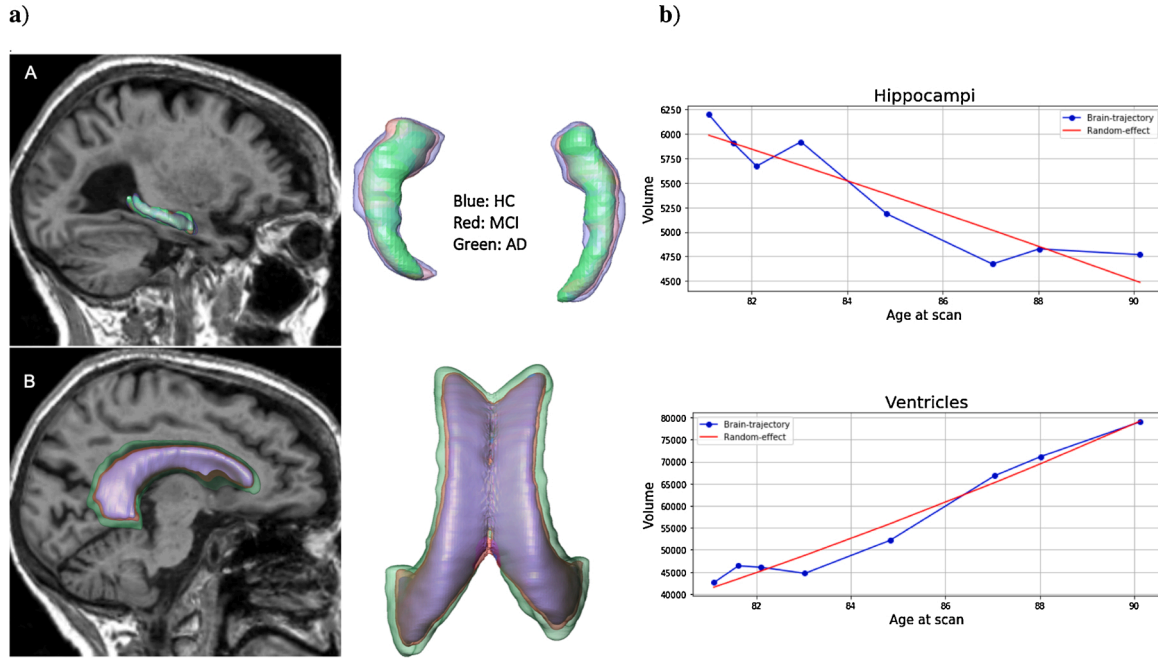 a)
b)
A
Blue: HC
Red: MCI
Green: AD
B
Hippocampi
Brain-trajectory
Random-effect
Volume
6250
6000
5750
5500
5250
5000
4750
4500
82 84 86 88 90
Age at scan
Ventricles
Brain-trajectory
Random-effect
Volume
80000
75000
70000
65000
60000
55000
50000
45000
40000
82 84 86 88 90
Age at scan